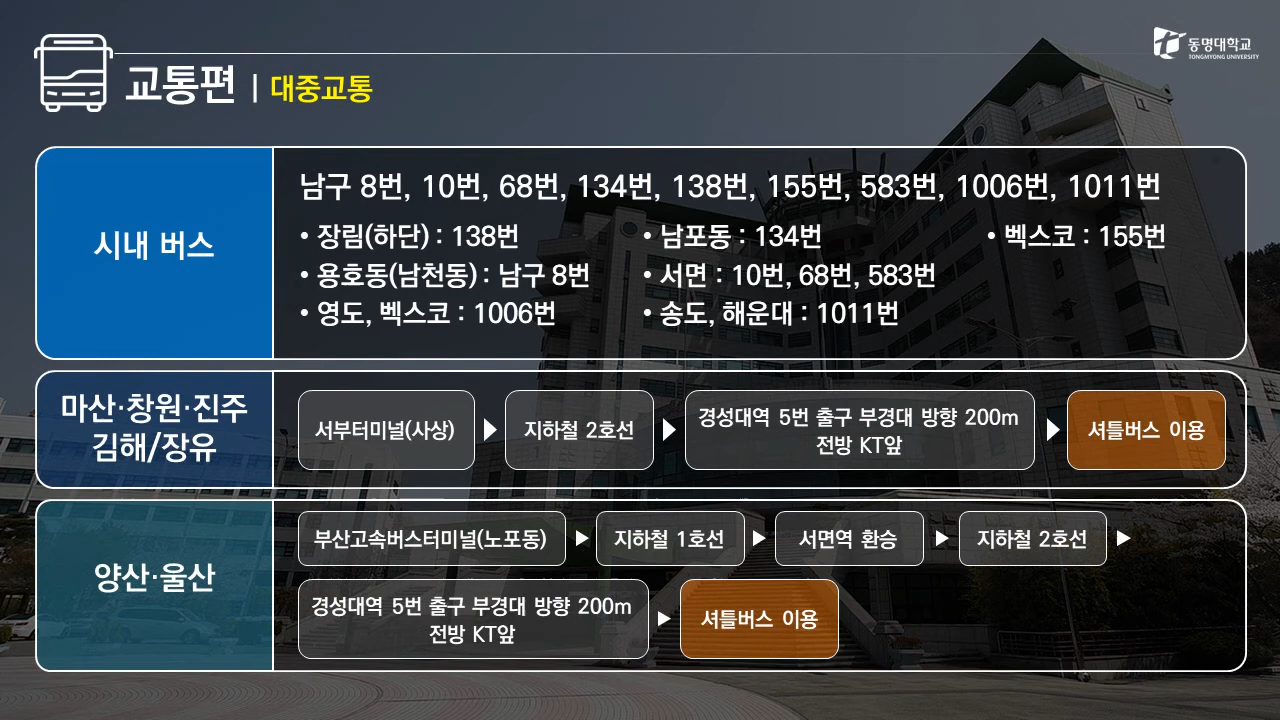 동명대학교
TONGMYONG UNIVERSITY
교통편 | 대중교통
시내 버스
남구 8번, 10번, 68번, 134번, 138번, 155번, 583번, 1006번, 1011번
• 장림(하단) : 138번
• 남포동 : 134번
• 벡스코 : 155번
• 용호동(남천동) : 남구 8번
• 서면 : 10번, 68번, 583번
• 영도, 벡스코 : 1006번
• 송도, 해운대 : 1011번
마산·창원·진주
김해/장유
서부터미널(사상)
지하철 2호선
경성대역 5번 출구 부경대 방향 200m
전방 KT앞
셔틀버스 이용
양산·울산
부산고속버스터미널(노포동)
지하철 1호선
서면역 환승
지하철 2호선
경성대역 5번 출구 부경대 방향 200m
전방 KT앞
셔틀버스 이용